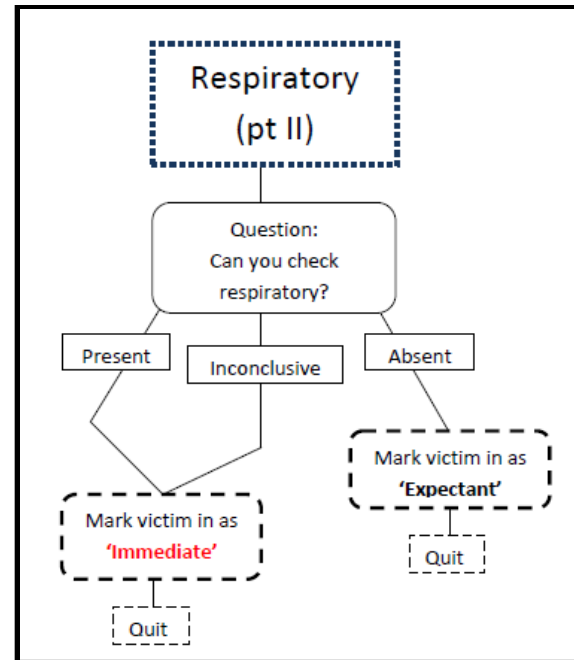 Respiratory
(pt II)
Question:
Can you check
respiratory?
Present
Inconclusive
Absent
Mark victim in as
‘Expectant’
Quit
Mark victim in as
‘Immediate’
Quit